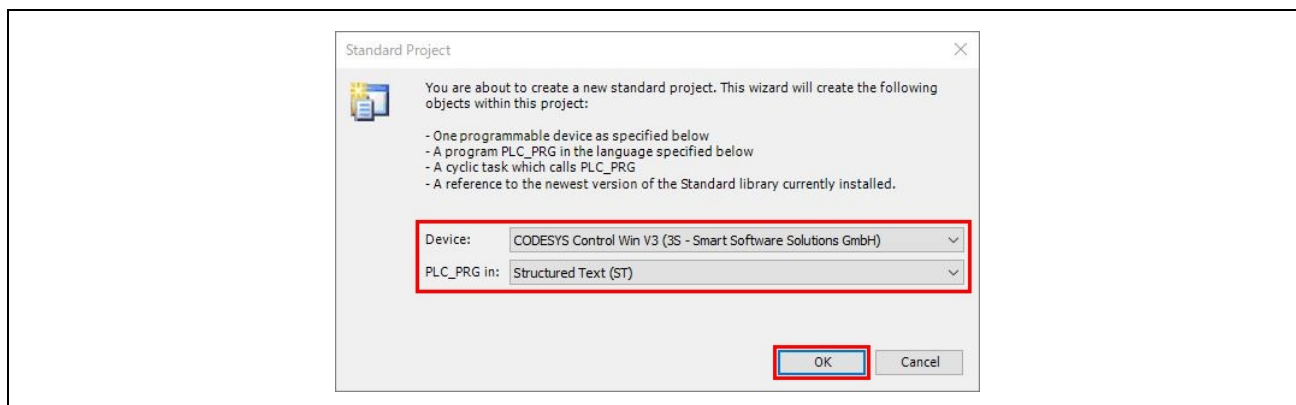 Standard Project
You are about to create a new standard project. This wizard will create the following
objects within this project:
- One programmable device as specified below
- A program PLC_PRG in the language specified below
- A cyclic task which calls PLC_PRG
- A reference to the newest version of the Standard library currently installed.
Device: CODESYS Control Win V3 (3S - Smart Software Solutions GmbH)
PLC_PRG in: Structured Text (ST)
OK Cancel